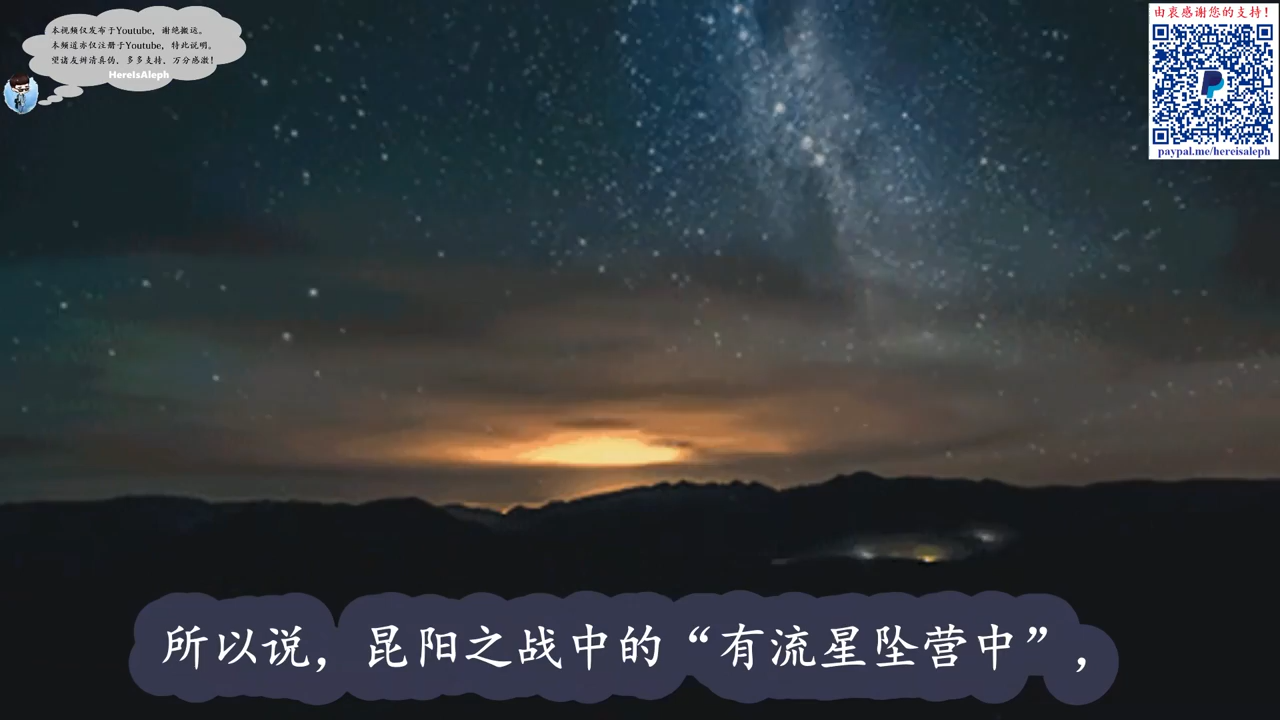 本视频仅发布于Youtube，谢绝搬运。
本频道亦仅注册于Youtube，特此说明。
望诸友辨清真伪，多多支持，万分感激！
HereIsAleph
由衷感谢您的支持！
paypal.me/hereisaleph
所以说，昆阳之战中的“有流星坠营中”，